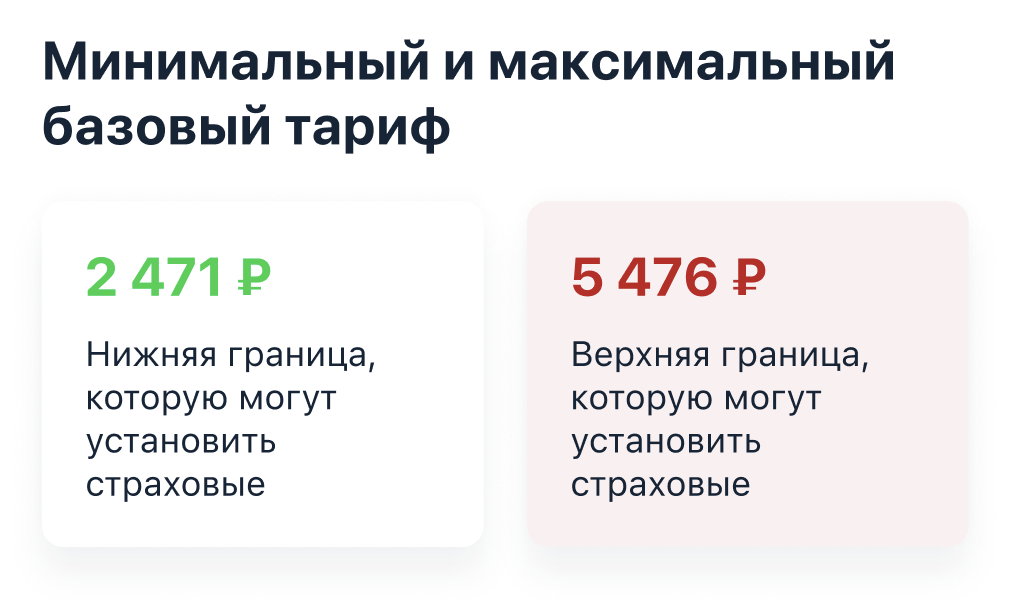 Минимальный и максимальный
базовый тариф
2 471 ₽
Нижняя граница,
которую могут
установить
страховые
5 476 ₽
Верхняя граница,
которую могут
установить
страховые